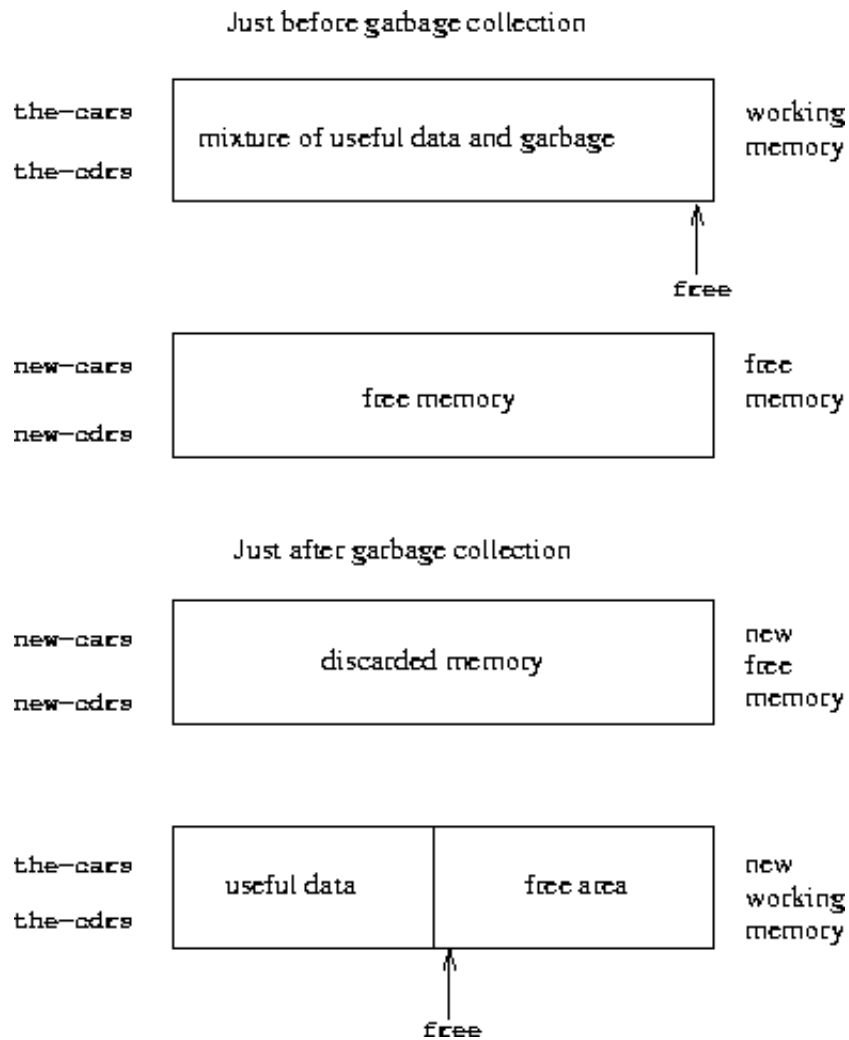 Just before garbage collection
the-cars
mixture of useful data and garbage
working
memory
the-cdrs
free
new-cars
free memory
free
memory
new-cdrs
Just after garbage collection
new-cars
discarded memory
new
free
memory
new-cdrs
the-cars
useful data
free area
new
working
memory
the-cdrs
free